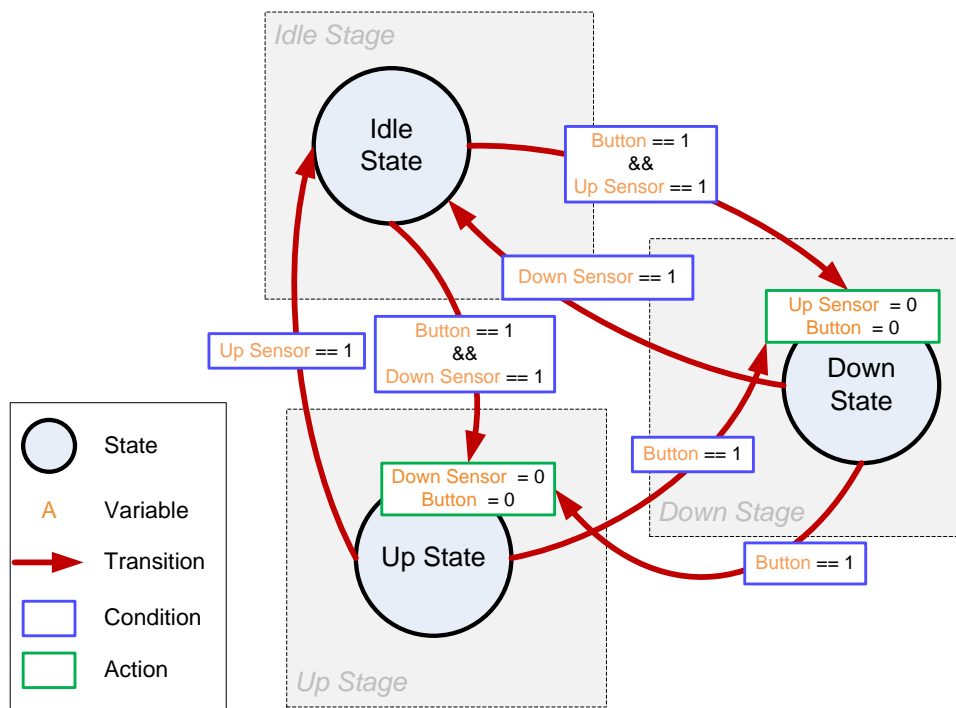 Idle Stage
Idle
State
Button == 1
&&
Up Sensor == 1
Down Sensor == 1
Up Sensor = 0
Button = 0
Down
State
Down Stage
Up Sensor == 1
Button == 1
&&
Down Sensor == 1
Button == 1
Down Sensor = 0
Button = 0
Up State
Button == 1
Up Stage
State
A Variable
Transition
Condition
Action